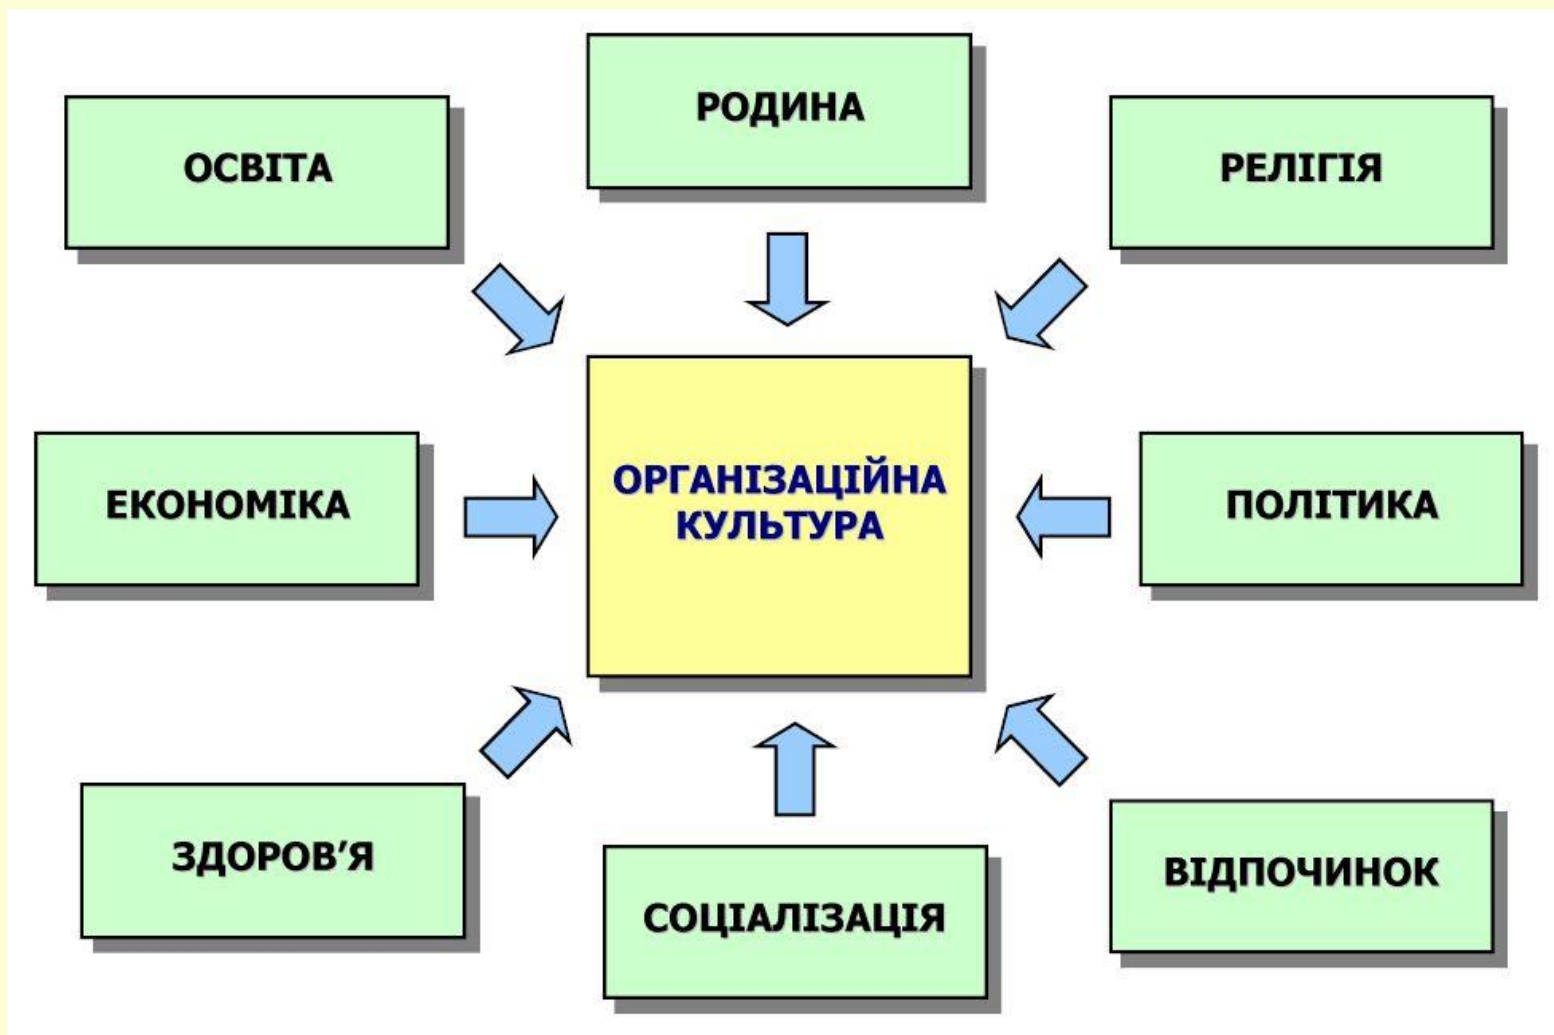 РОДИНА
ОСВІТА
РЕЛІГІЯ
ОРГАНІЗАЦІЙНА
КУЛЬТУРА
ЕКОНОМІКА
ПОЛІТИКА
ЗДОРОВ’Я
ВІДПОЧИНОК
СОЦІАЛІЗАЦІЯ